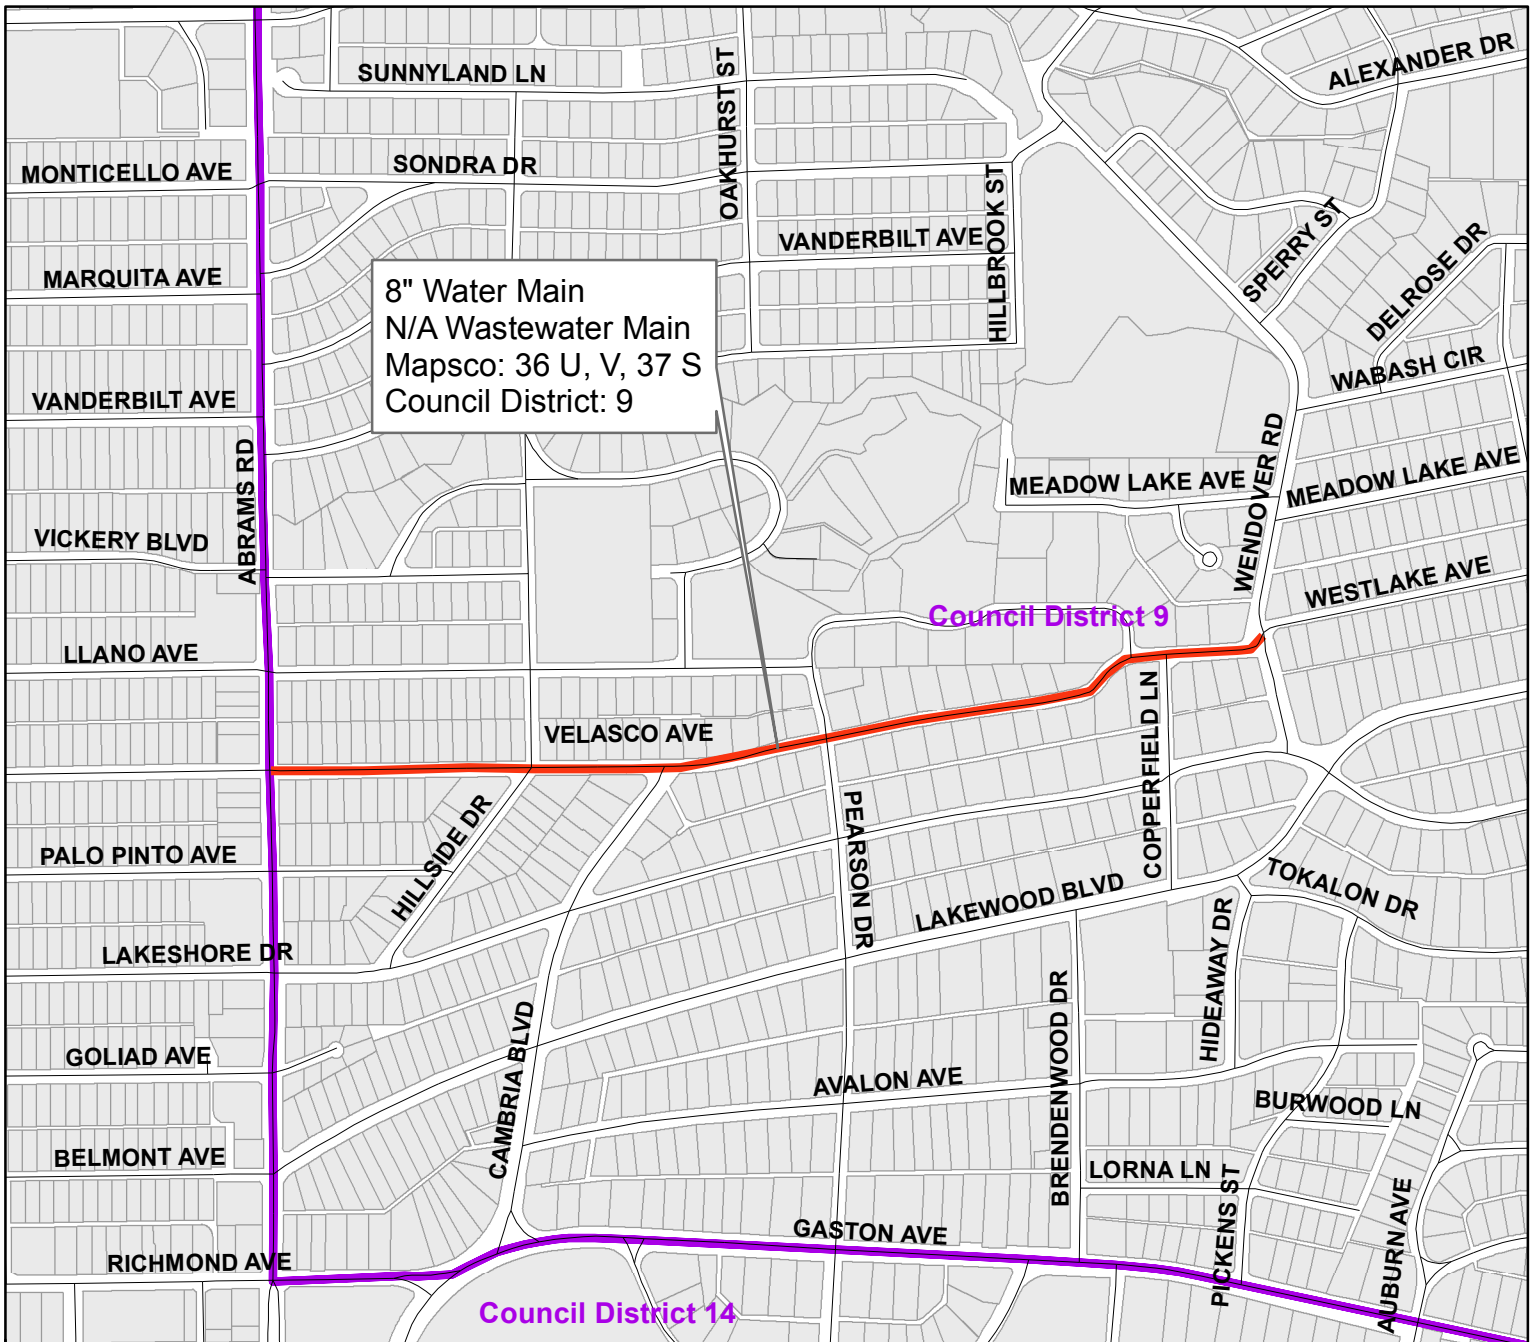 SUNNYLAND LN
ALEXANDER DR
OAKHURST ST
MONTICELLO AVE
SONDRA DR
HILLBROOK ST
VANDERBILT AVE
SPERRY ST
DELROSE DR
MARQUITA AVE
8" Water Main
N/A Wastewater Main
Mapsco: 36 U, V, 37 S
Council District: 9
WABASH CIR
VANDERBILT AVE
ABRAMS RD
MEADOW LAKE AVE
WENDOVER RD
MEADOW LAKE AVE
VICKERY BLVD
WESTLAKE AVE
Council District 9
LLANO AVE
VELASCO AVE
COPPERFIELD LN
PALO PINTO AVE
HILLSIDE DR
PEARSON DR
LAKEWOOD BLVD
TOKALON DR
LAKESHORE DR
HIDEAWAY DR
BRENDENWOOD DR
GOLIAD AVE
CAMBRIA BLVD
AVALON AVE
BURWOOD LN
BELMONT AVE
LORNA LN
PICKENS ST
AUBURN AVE
GASTON AVE
RICHMOND AVE
Council District 14